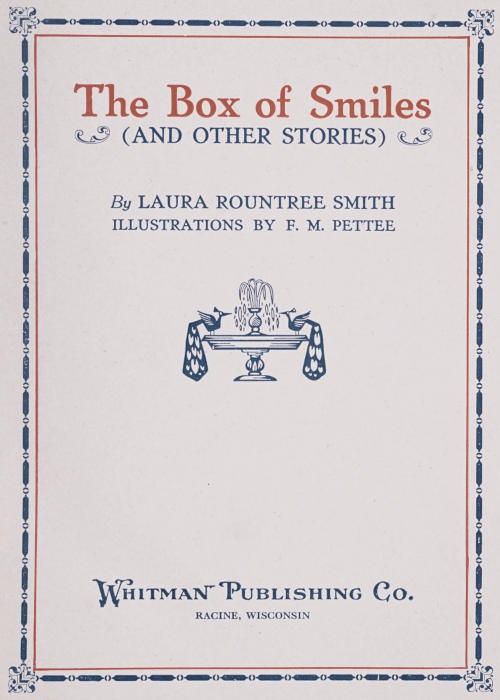 The Box of Smiles
(AND OTHER STORIES)
By LAURA ROUNTREE SMITH
ILLUSTRATIONS BY F. M. PETTEE
WHITMAN PUBLISHING CO.
RACINE, WISCONSIN